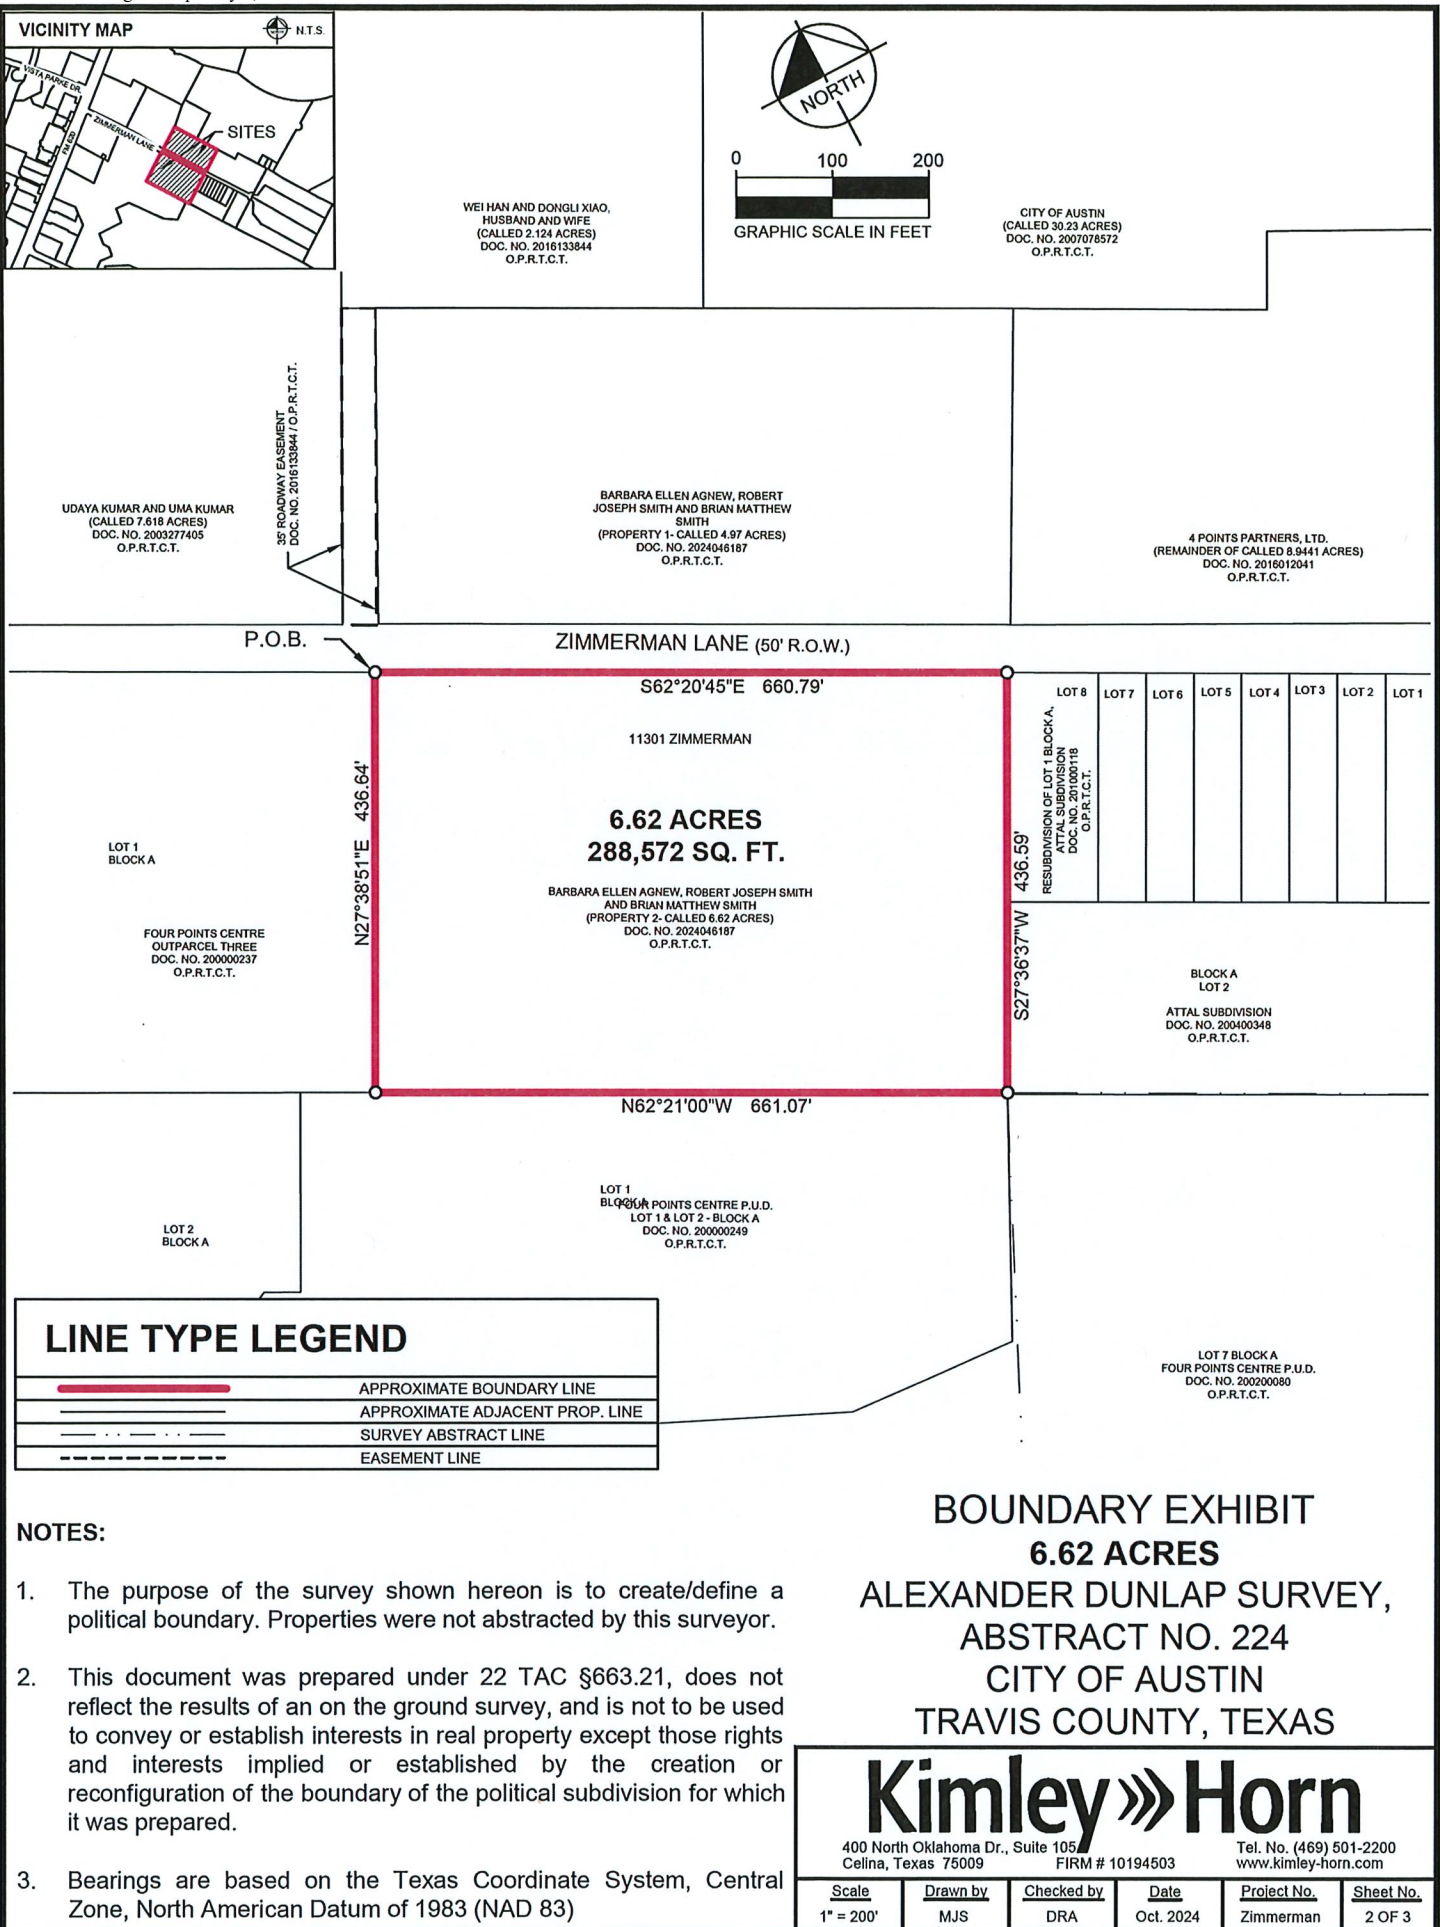 VICINITY MAP
N.T.S.
VISTA PARKE DR.
ZIMMERMAN LANE
FM 620
SITES
NORTH
0 100 200
GRAPHIC SCALE IN FEET
WEI HAN AND DONGLI XIAO,
HUSBAND AND WIFE
(CALLED 2.124 ACRES)
DOC. NO. 2016133844
O.P.R.T.C.T.
CITY OF AUSTIN
(CALLED 30.23 ACRES)
DOC. NO. 2007078572
O.P.R.T.C.T.
35' ROADWAY EASEMENT
DOC. NO. 2016133844 / O.P.R.T.C.T.
UDAYA KUMAR AND UMA KUMAR
(CALLED 7.618 ACRES)
DOC. NO. 2003277405
O.P.R.T.C.T.
BARBARA ELLEN AGNEW, ROBERT
JOSEPH SMITH AND BRIAN MATTHEW
SMITH
(PROPERTY 1- CALLED 4.97 ACRES)
DOC. NO. 2024046187
O.P.R.T.C.T.
4 POINTS PARTNERS, LTD.
(REMAINDER OF CALLED 8.9441 ACRES)
DOC. NO. 2016012041
O.P.R.T.C.T.
P.O.B.
ZIMMERMAN LANE (50' R.O.W.)
S62°20'45"E 660.79'
11301 ZIMMERMAN
6.62 ACRES
288,572 SQ. FT.
BARBARA ELLEN AGNEW, ROBERT JOSEPH SMITH
AND BRIAN MATTHEW SMITH
(PROPERTY 2- CALLED 6.62 ACRES)
DOC. NO. 2024046187
O.P.R.T.C.T.
N27°38'51"E 436.64'
S27°36'37"W 436.59'
N62°21'00"W 661.07'
LOT 8
LOT 7
LOT 6
LOT 5
LOT 4
LOT 3
LOT 2
LOT 1
RESUBDIVISION OF LOT 1 BLOCK A,
ATTAL SUBDIVISION
DOC. NO. 201000118
O.P.R.T.C.T.
LOT 1
BLOCK A
FOUR POINTS CENTRE
OUTPARCEL THREE
DOC. NO. 200000237
O.P.R.T.C.T.
BLOCK A
LOT 2
ATTAL SUBDIVISION
DOC. NO. 200400348
O.P.R.T.C.T.
LOT 2
BLOCK A
LOT 1
BLOCK A
FOUR POINTS CENTRE P.U.D.
LOT 1 & LOT 2 - BLOCK A
DOC. NO. 200000249
O.P.R.T.C.T.
LOT 7 BLOCK A
FOUR POINTS CENTRE P.U.D.
DOC. NO. 200200080
O.P.R.T.C.T.
LINE TYPE LEGEND
APPROXIMATE BOUNDARY LINE
APPROXIMATE ADJACENT PROP. LINE
SURVEY ABSTRACT LINE
EASEMENT LINE
NOTES:
1. The purpose of the survey shown hereon is to create/define a
political boundary. Properties were not abstracted by this surveyor.
2. This document was prepared under 22 TAC §663.21, does not
reflect the results of an on the ground survey, and is not to be used
to convey or establish interests in real property except those rights
and interests implied or established by the creation or
reconfiguration of the boundary of the political subdivision for which
it was prepared.
3. Bearings are based on the Texas Coordinate System, Central
Zone, North American Datum of 1983 (NAD 83)
BOUNDARY EXHIBIT
6.62 ACRES
ALEXANDER DUNLAP SURVEY,
ABSTRACT NO. 224
CITY OF AUSTIN
TRAVIS COUNTY, TEXAS
Kimley»)Horn
400 North Oklahoma Dr., Suite 105
Celina, Texas 75009
FIRM # 10194503
Tel. No. (469) 501-2200
www.kimley-horn.com
Scale Drawn by Checked by Date Project No. Sheet No.
1" = 200' MJS DRA Oct. 2024 Zimmerman 2 OF 3